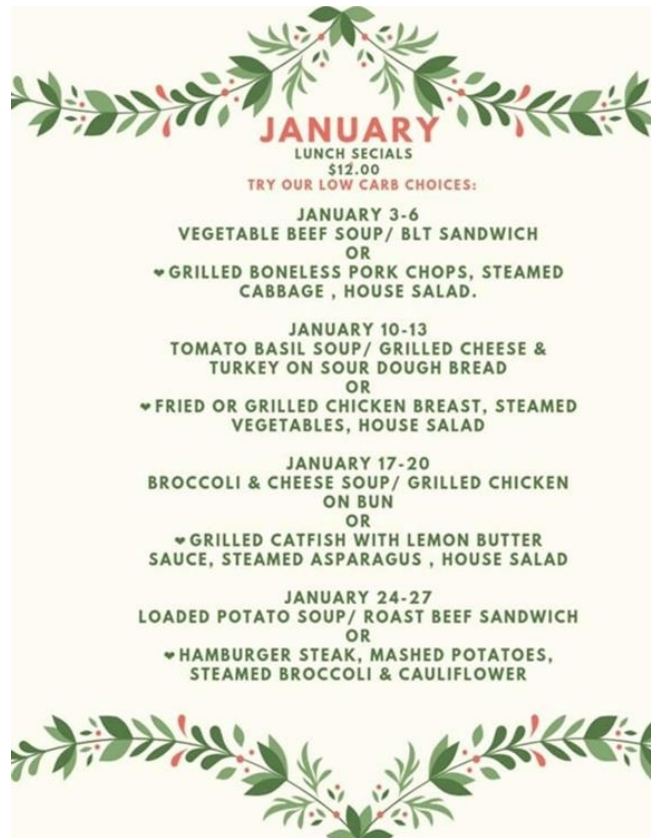 JANUARY
LUNCH SECIALS
$12.00
TRY OUR LOW CARB CHOICES:
JANUARY 3-6
VEGETABLE BEEF SOUP/ BLT SANDWICH
OR
❤GRILLED BONELESS PORK CHOPS, STEAMED
CABBAGE , HOUSE SALAD.
JANUARY 10-13
TOMATO BASIL SOUP/ GRILLED CHEESE &
TURKEY ON SOUR DOUGH BREAD
OR
❤FRIED OR GRILLED CHICKEN BREAST, STEAMED
VEGETABLES, HOUSE SALAD
JANUARY 17-20
BROCCOLI & CHEESE SOUP/ GRILLED CHICKEN
ON BUN
OR
❤GRILLED CATFISH WITH LEMON BUTTER
SAUCE, STEAMED ASPARAGUS , HOUSE SALAD
JANUARY 24-27
LOADED POTATO SOUP/ ROAST BEEF SANDWICH
OR
❤HAMBURGER STEAK, MASHED POTATOES,
STEAMED BROCCOLI & CAULIFLOWER